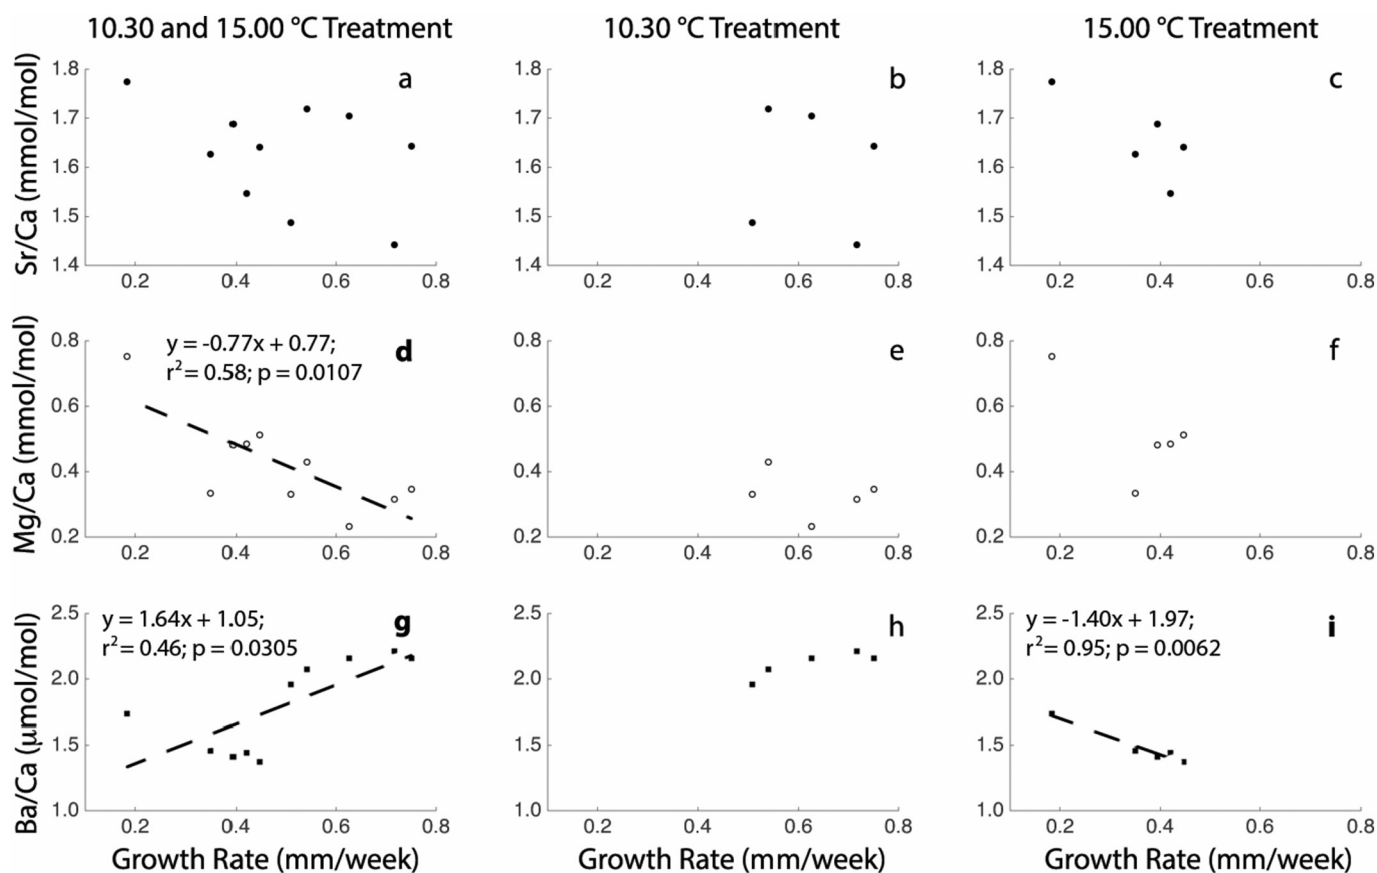 10.30 and 15.00 °C Treatment
10.30 °C Treatment
15.00 °C Treatment
Sr/Ca (mmol/mol)
1.8
1.7
1.6
1.5
1.4
0.2 0.4 0.6 0.8
a
1.8
1.7
1.6
1.5
1.4
0.2 0.4 0.6 0.8
b
1.8
1.7
1.6
1.5
1.4
0.2 0.4 0.6 0.8
c
Mg/Ca (mmol/mol)
0.8
0.6
0.4
0.2
0.2 0.4 0.6 0.8
y = -0.77x + 0.77;
r² = 0.58; p = 0.0107
d
0.8
0.6
0.4
0.2
0.2 0.4 0.6 0.8
e
0.8
0.6
0.4
0.2
0.2 0.4 0.6 0.8
f
Ba/Ca (μmol/mol)
2.5
2.0
1.5
1.0
0.2 0.4 0.6 0.8
y = 1.64x + 1.05;
r² = 0.46; p = 0.0305
g
2.5
2.0
1.5
1.0
0.2 0.4 0.6 0.8
h
2.5
2.0
1.5
1.0
0.2 0.4 0.6 0.8
y = -1.40x + 1.97;
r² = 0.95; p = 0.0062
i
Growth Rate (mm/week)
Growth Rate (mm/week)
Growth Rate (mm/week)